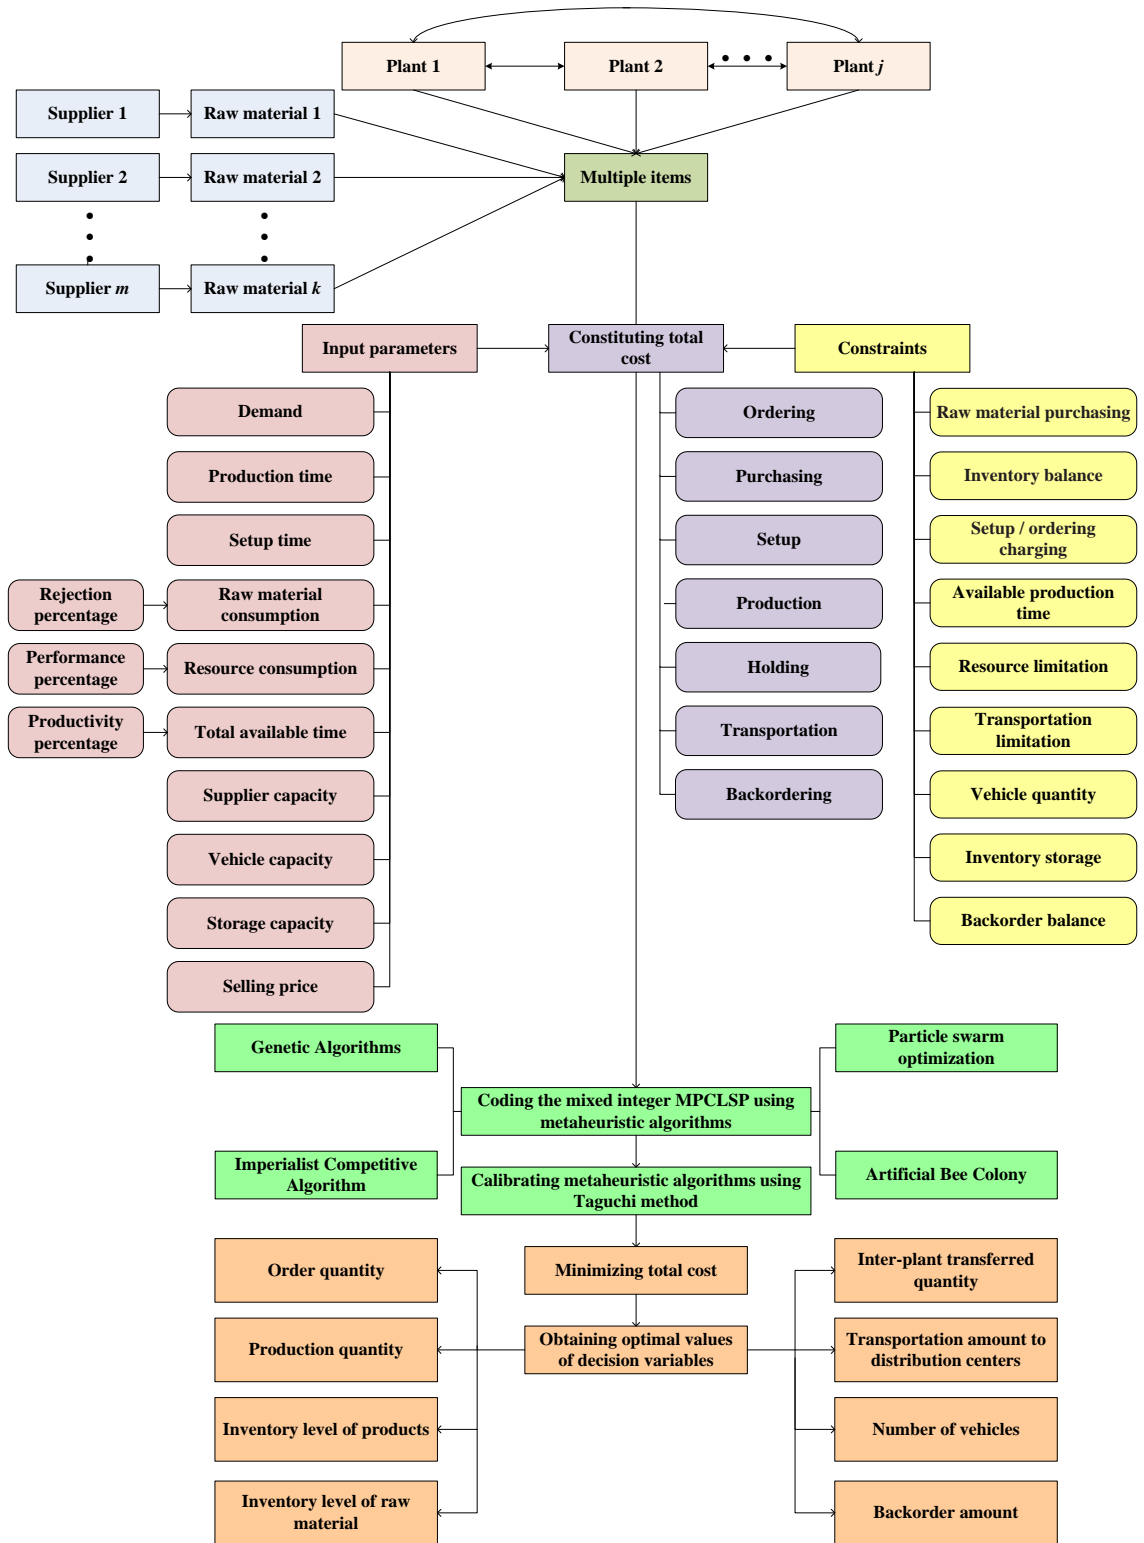 Plant 1
Plant 2
Plant j
Supplier 1
Raw material 1
Supplier 2
Raw material 2
Multiple items
Supplier m
Raw material k
Input parameters
Constituting total
cost
Constraints
Demand
Production time
Setup time
Rejection
percentage
Raw material
consumption
Performance
percentage
Resource consumption
Productivity
percentage
Total available time
Supplier capacity
Vehicle capacity
Storage capacity
Selling price
Ordering
Purchasing
Setup
Production
Holding
Transportation
Backordering
Raw material purchasing
Inventory balance
Setup / ordering
charging
Available production
time
Resource limitation
Transportation
limitation
Vehicle quantity
Inventory storage
Backorder balance
Genetic Algorithms
Particle swarm
optimization
Coding the mixed integer MPCLSP using
metaheuristic algorithms
Imperialist Competitive
Algorithm
Calibrating metaheuristic algorithms using
Taguchi method
Artificial Bee Colony
Order quantity
Minimizing total cost
Inter-plant transferred
quantity
Production quantity
Obtaining optimal values
of decision variables
Transportation amount to
distribution centers
Inventory level of products
Number of vehicles
Inventory level of raw
material
Backorder amount